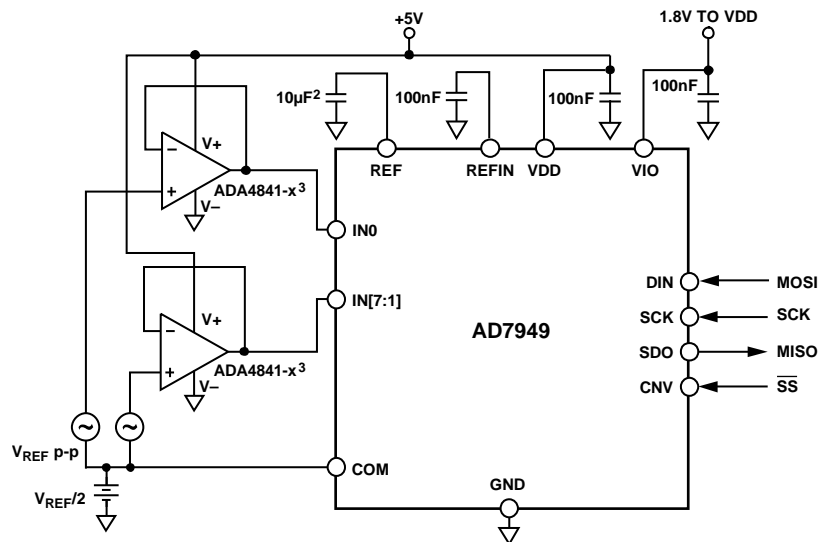 +5V
1.8V TO VDD
10µF²
100nF
100nF
100nF
V+
ADA4841-x³
V–
REF
REFIN
VDD
VIO
IN0
IN[7:1]
V+
ADA4841-x³
V–
AD7949
DIN
MOSI
SCK
SCK
SDO
MISO
CNV
S̅S̅
VREF p-p
COM
VREF/2
GND
–
+
–
+
~
~